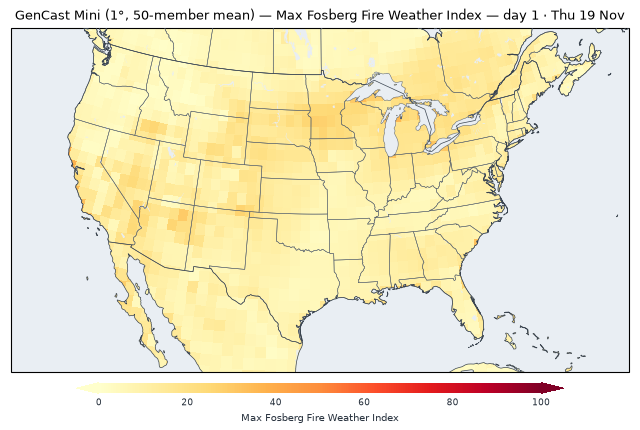 GenCast Mini (1°, 50-member mean) — Max Fosberg Fire Weather Index — day 1 · Thu 19 Nov
0 20 40 60 80 100
Max Fosberg Fire Weather Index